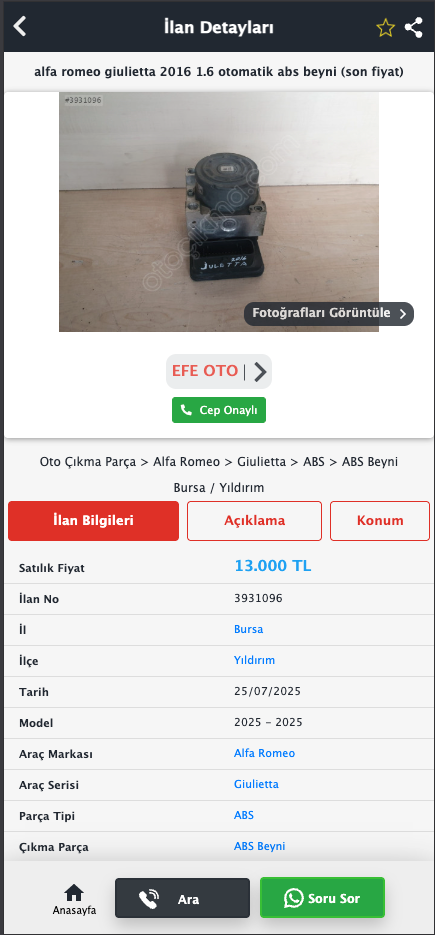 İlan Detayları
alfa romeo giulietta 2016 1.6 otomatik abs beyni (son fiyat)
#3931096
otoçıkma.com
2016
JULETTA
Fotoğrafları Görüntüle
EFE OTO |
Cep Onaylı
Oto Çıkma Parça > Alfa Romeo > Giulietta > ABS > ABS Beyni
Bursa / Yıldırım
İlan Bilgileri Açıklama Konum
Satılık Fiyat 13.000 TL
İlan No 3931096
İl Bursa
İlçe Yıldırım
Tarih 25/07/2025
Model 2025 - 2025
Araç Markası Alfa Romeo
Araç Serisi Giulietta
Parça Tipi ABS
Çıkma Parça ABS Beyni
Anasayfa Ara Soru Sor